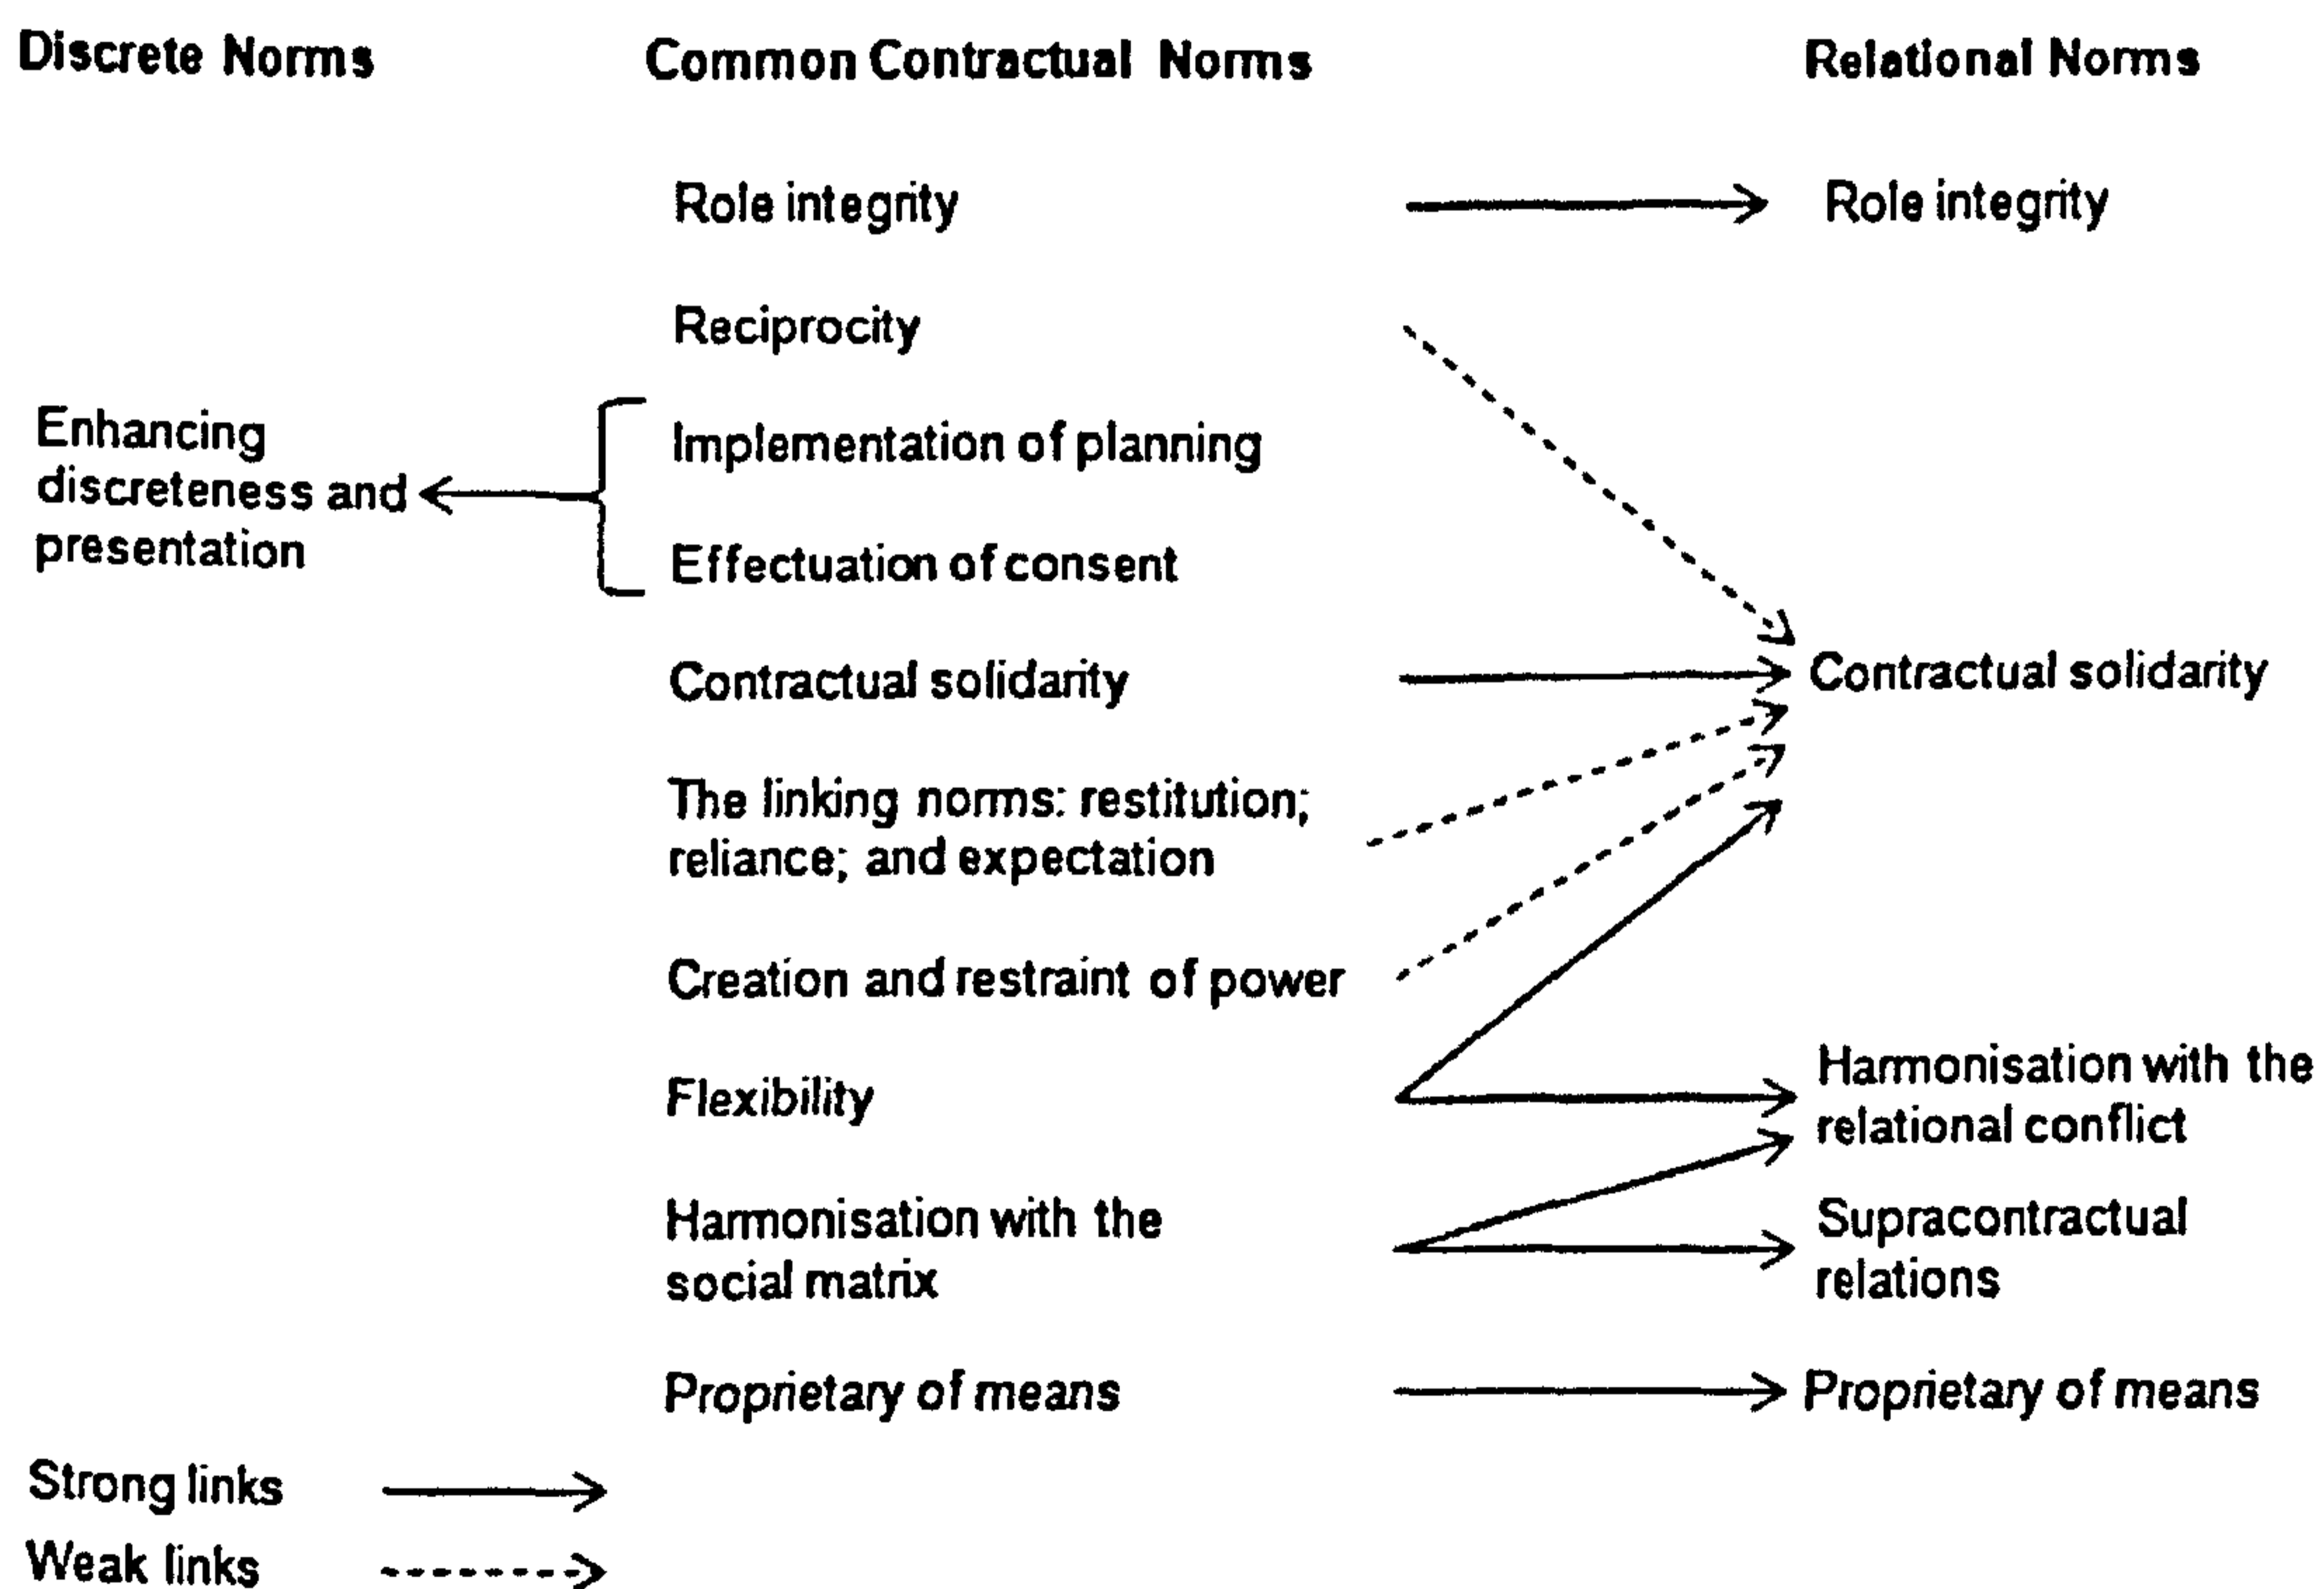 Discrete Norms
Common Contractual Norms
Relational Norms
Role integrity
Role integrity
Reciprocity
Enhancing
discreteness and
presentation
Implementation of planning
Effectuation of consent
Contractual solidarity
Contractual solidarity
The linking norms: restitution;
reliance; and expectation
Creation and restraint of power
Flexibility
Harmonisation with the
relational conflict
Harmonisation with the
social matrix
Supracontractual
relations
Proprietary of means
Proprietary of means
Strong links
Weak links